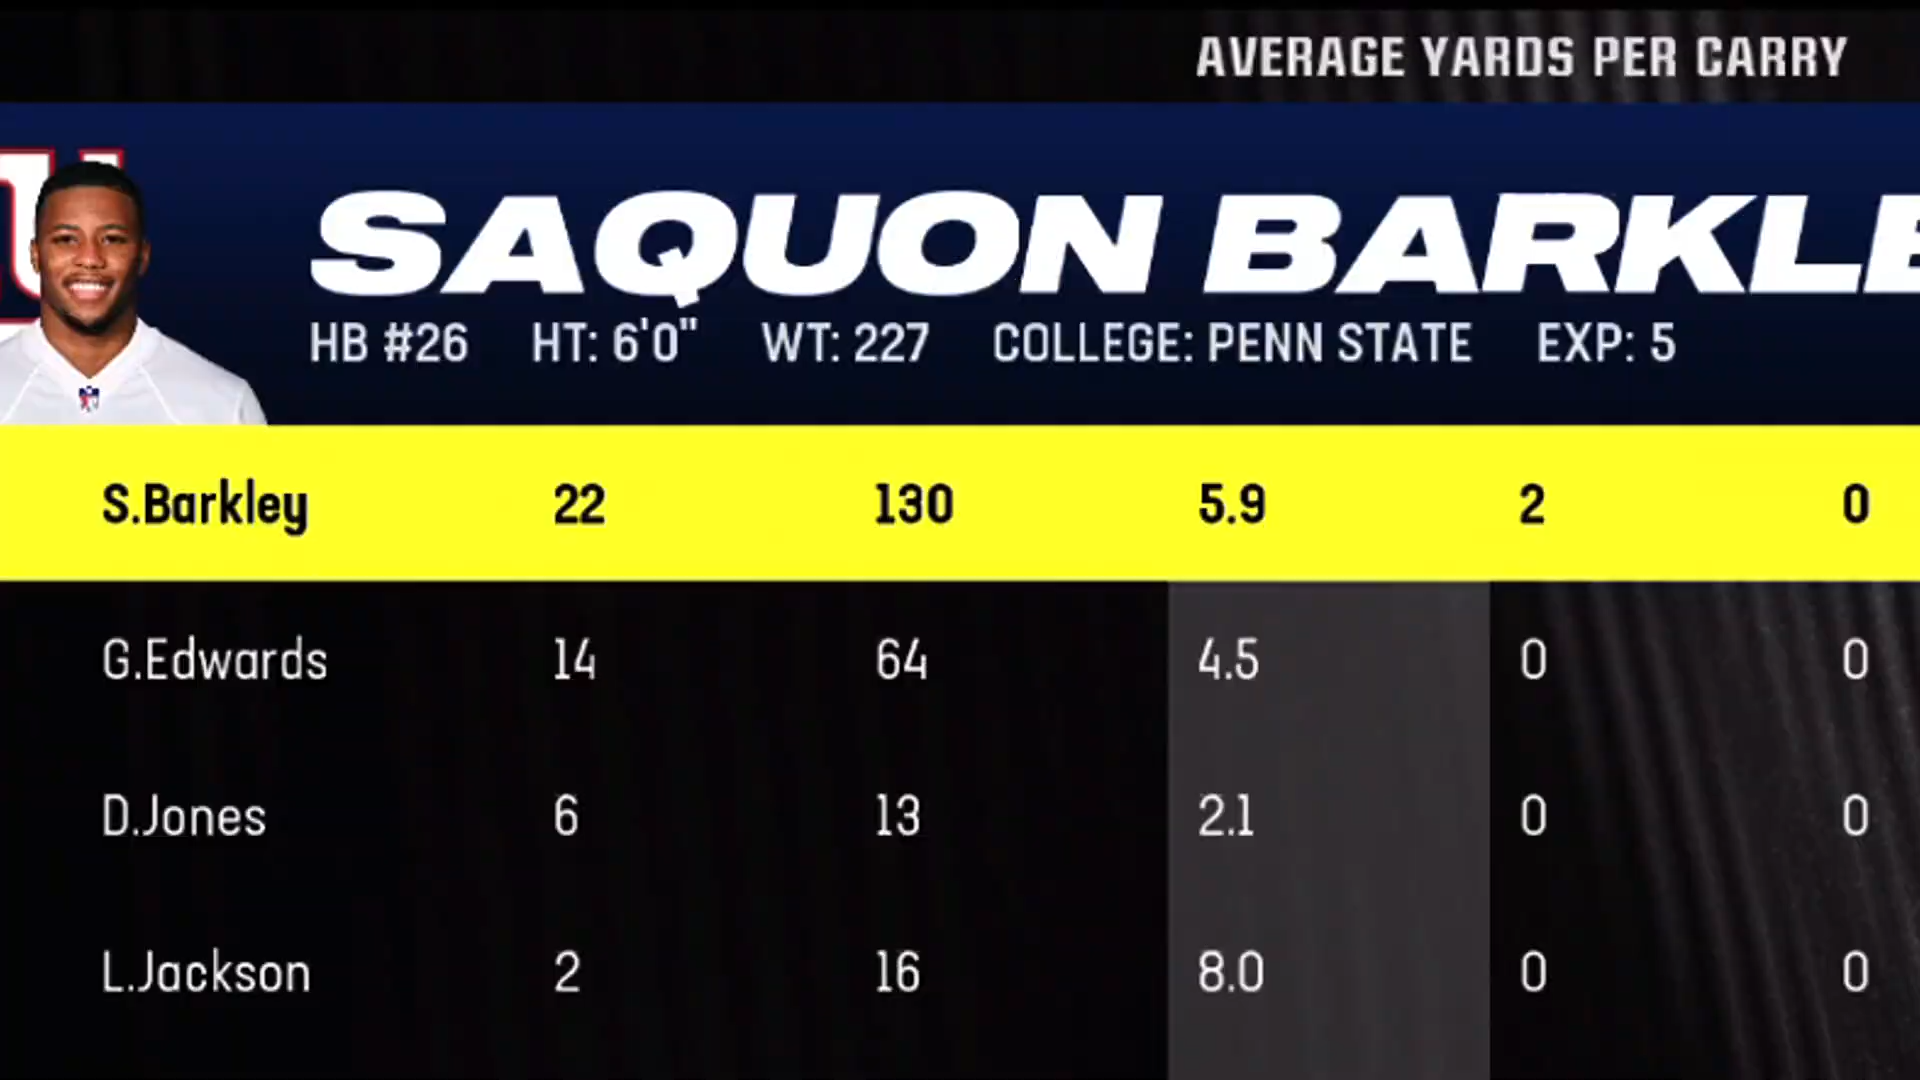 AVERAGE YARDS PER CARRY
SAQUON BARKLE
HB #26 HT: 6'0" WT: 227 COLLEGE: PENN STATE EXP: 5
S.Barkley 22 130 5.9 2 0
G.Edwards 14 64 4.5 0 0
D.Jones 6 13 2.1 0 0
L.Jackson 2 16 8.0 0 0